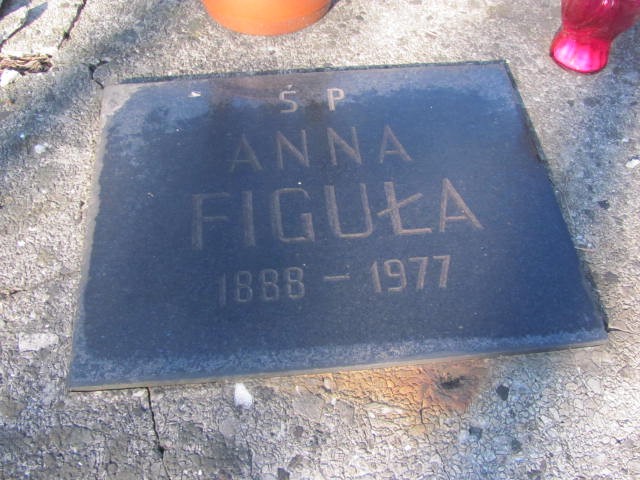 Ś P
ANNA
FIGUŁA
1888 – 1977